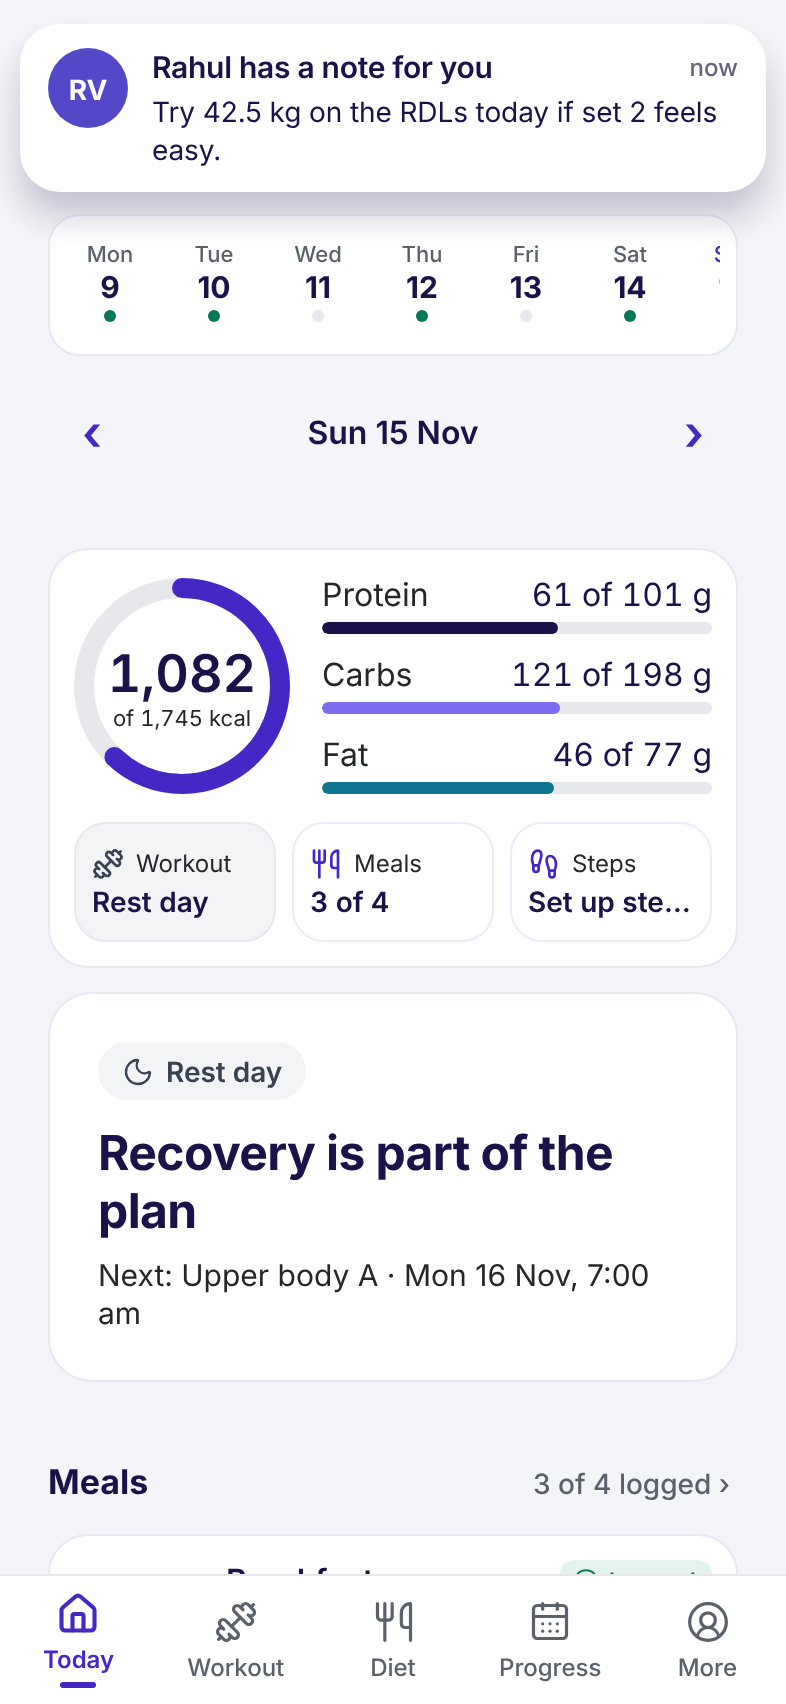 RV
Rahul has a note for you
now
Try 42.5 kg on the RDLs today if set 2 feels
easy.
Mon Tue Wed Thu Fri Sat
9 10 11 12 13 14
‹ Sun 15 Nov ›
1,082
of 1,745 kcal
Protein 61 of 101 g
Carbs 121 of 198 g
Fat 46 of 77 g
Workout
Rest day
Meals
3 of 4
Steps
Set up ste...
Rest day
Recovery is part of the
plan
Next: Upper body A · Mon 16 Nov, 7:00
am
Meals
3 of 4 logged ›
Today Workout Diet Progress More